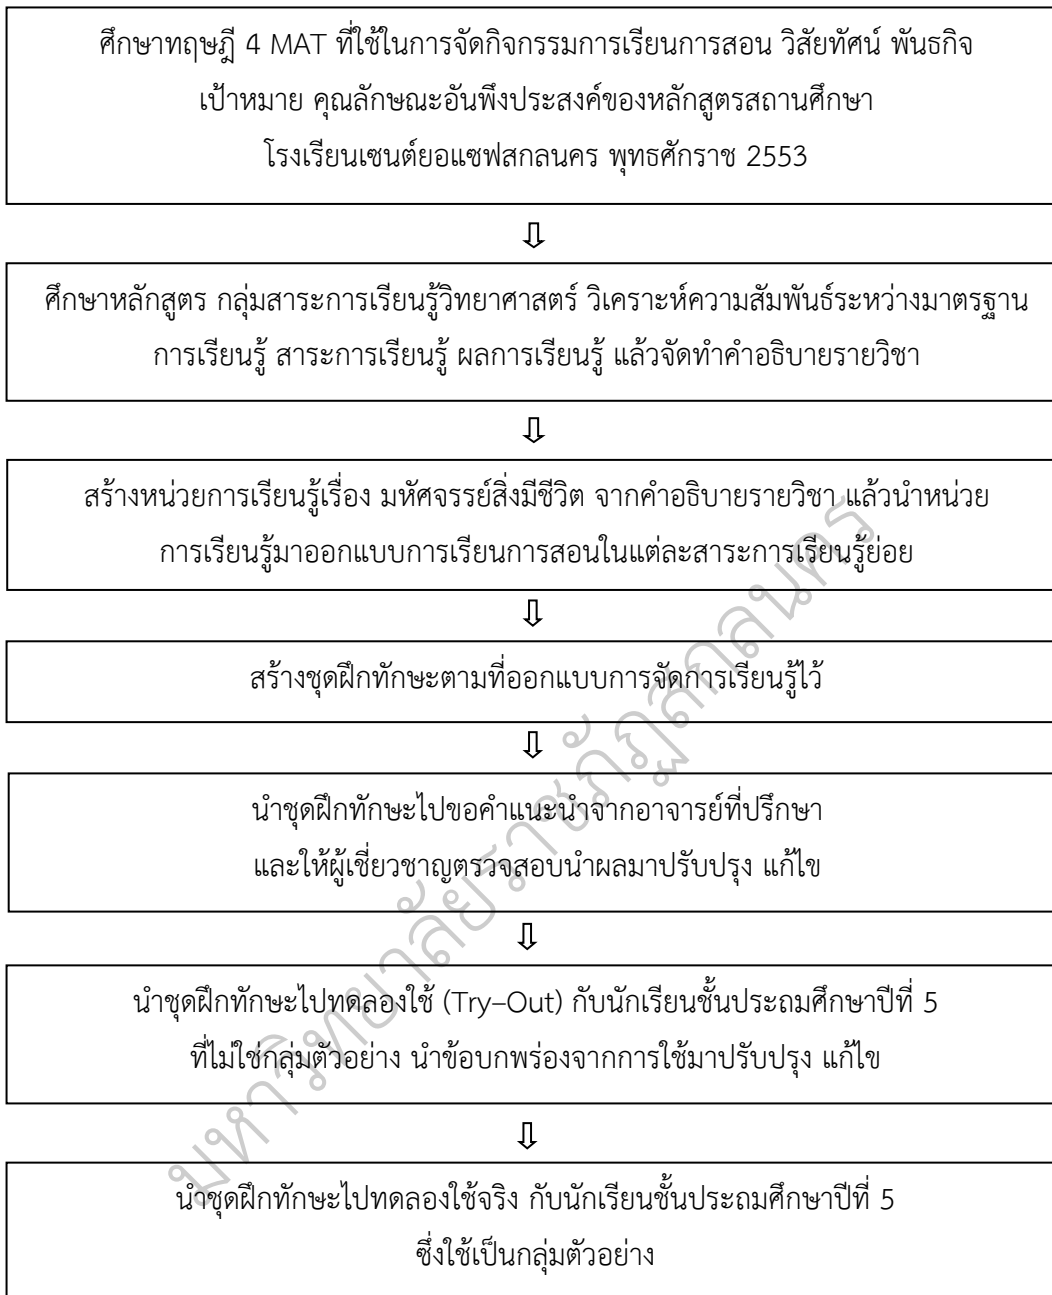 ศึกษาทฤษฎี 4 MAT ที่ใช้ในการจัดกิจกรรมการเรียนการสอน วิสัยทัศน์ พันธกิจ
เป้าหมาย คุณลักษณะอันพึงประสงค์ของหลักสูตรสถานศึกษา
โรงเรียนเซนต์ยอแซฟสกลนคร พุทธศักราช 2553
⇩
ศึกษาหลักสูตร กลุ่มสาระการเรียนรู้วิทยาศาสตร์ วิเคราะห์ความสัมพันธ์ระหว่างมาตรฐาน
การเรียนรู้ สาระการเรียนรู้ ผลการเรียนรู้ แล้วจัดทำคำอธิบายรายวิชา
⇩
สร้างหน่วยการเรียนรู้เรื่อง มหัศจรรย์สิ่งมีชีวิต จากคำอธิบายรายวิชา แล้วนำหน่วย
การเรียนรู้มาออกแบบการเรียนการสอนในแต่ละสาระการเรียนรู้ย่อย
⇩
สร้างชุดฝึกทักษะตามที่ออกแบบการจัดการเรียนรู้ไว้
⇩
นำชุดฝึกทักษะไปขอคำแนะนำจากอาจารย์ที่ปรึกษา
และให้ผู้เชี่ยวชาญตรวจสอบนำผลมาปรับปรุง แก้ไข
⇩
นำชุดฝึกทักษะไปทดลองใช้ (Try–Out) กับนักเรียนชั้นประถมศึกษาปีที่ 5
ที่ไม่ใช่กลุ่มตัวอย่าง นำข้อบกพร่องจากการใช้มาปรับปรุง แก้ไข
⇩
นำชุดฝึกทักษะไปทดลองใช้จริง กับนักเรียนชั้นประถมศึกษาปีที่ 5
ซึ่งใช้เป็นกลุ่มตัวอย่าง
มหาวิทยาลัยราชภัฏสกลนคร